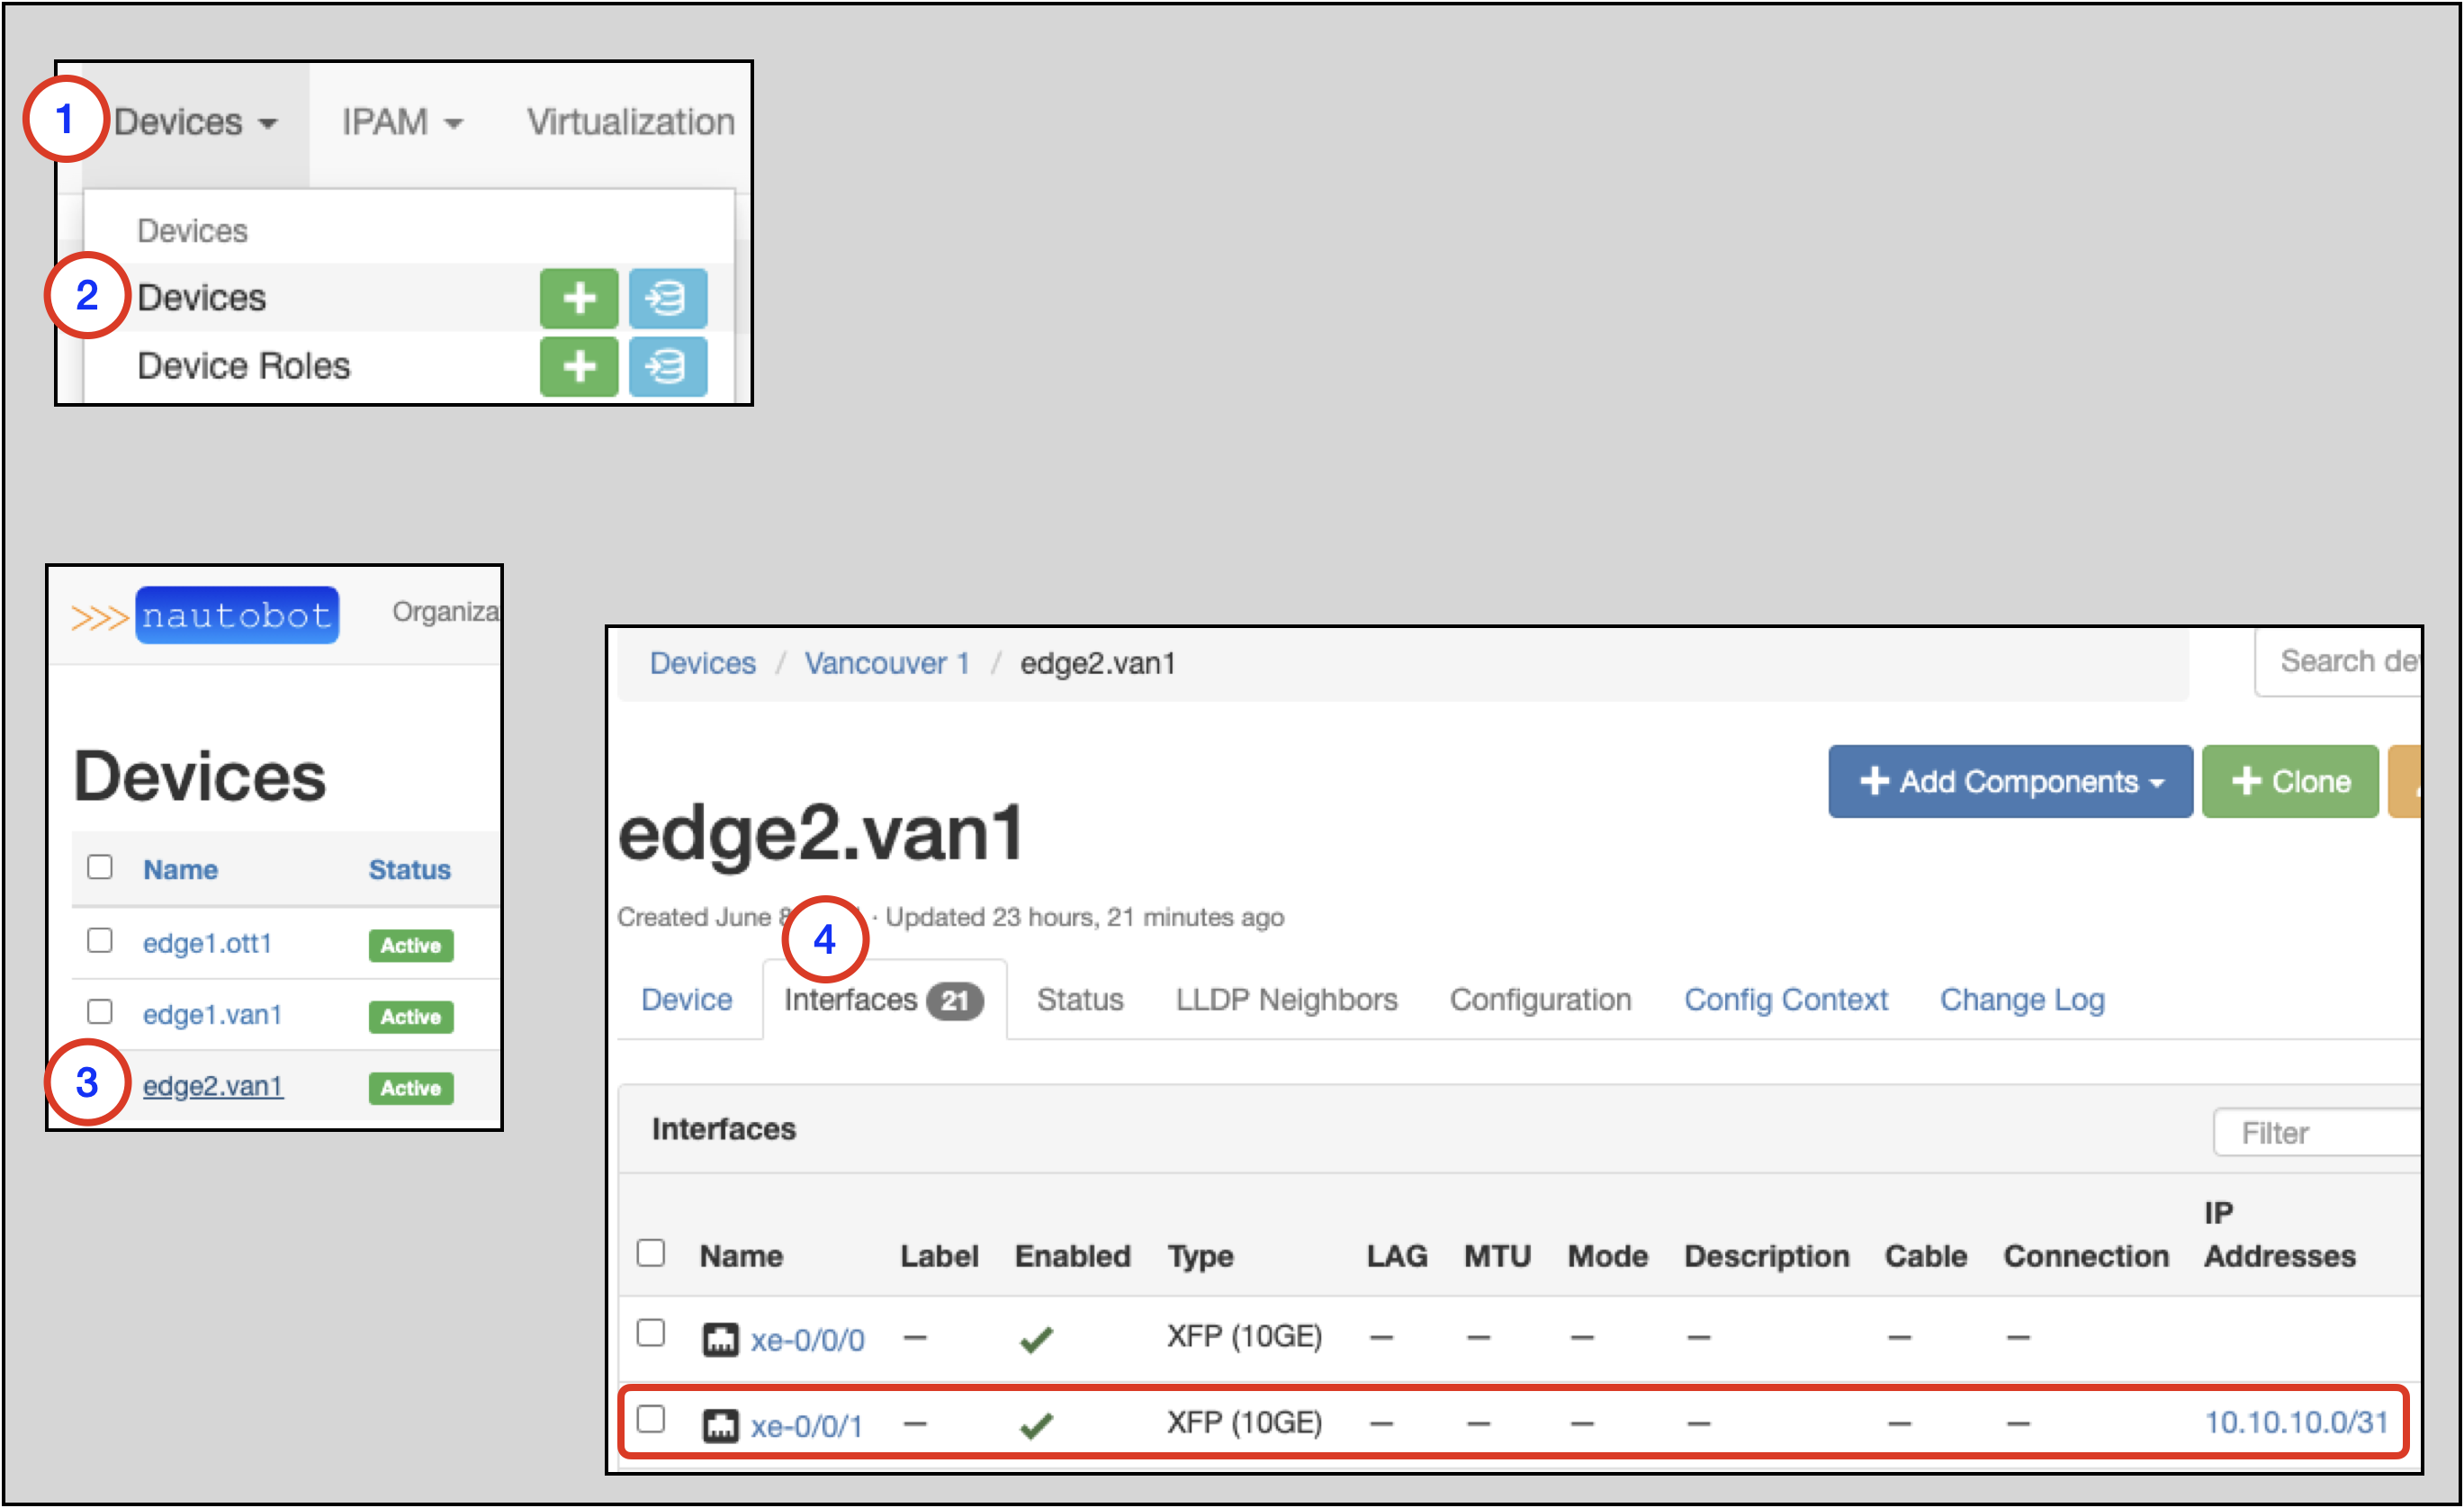 1 Devices IPAM Virtualization
Devices
2 Devices
Device Roles
>>> nautobot Organiza
Devices
Name Status
edge1.ott1 Active
edge1.van1 Active
3 edge2.van1 Active
Devices / Vancouver 1 / edge2.van1 Search de
+ Add Components + Clone
edge2.van1
Created June · Updated 23 hours, 21 minutes ago
4
Device Interfaces 21 Status LLDP Neighbors Configuration Config Context Change Log
Interfaces Filter
Name Label Enabled Type LAG MTU Mode Description Cable Connection IP Addresses
xe-0/0/0 — XFP (10GE) — — — — — —
xe-0/0/1 — XFP (10GE) — — — — — — 10.10.10.0/31